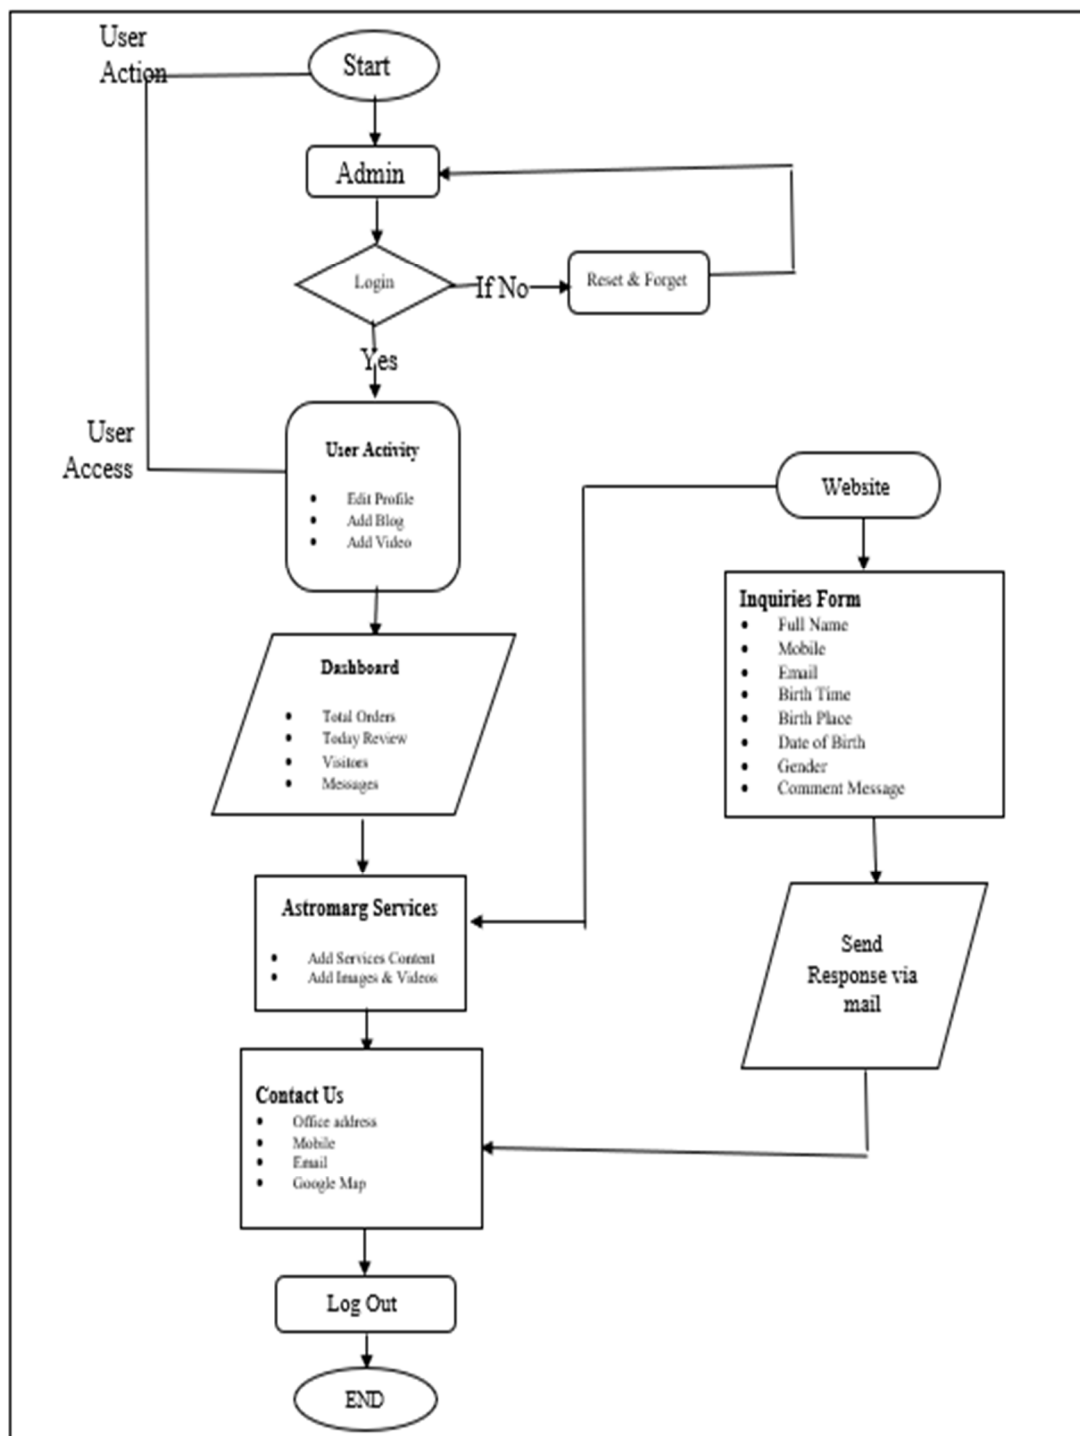 User
Action
Start
Admin
Login
If No
Reset & Forget
Yes
User
Access
User Activity
• Edit Profile
• Add Blog
• Add Video
Website
Inquiries Form
• Full Name
• Mobile
• Email
• Birth Time
• Birth Place
• Date of Birth
• Gender
• Comment Message
Dashboard
• Total Orders
• Today Review
• Visitors
• Messages
Astromarg Services
• Add Services Content
• Add Images & Videos
Send
Response via
mail
Contact Us
• Office address
• Mobile
• Email
• Google Map
Log Out
END